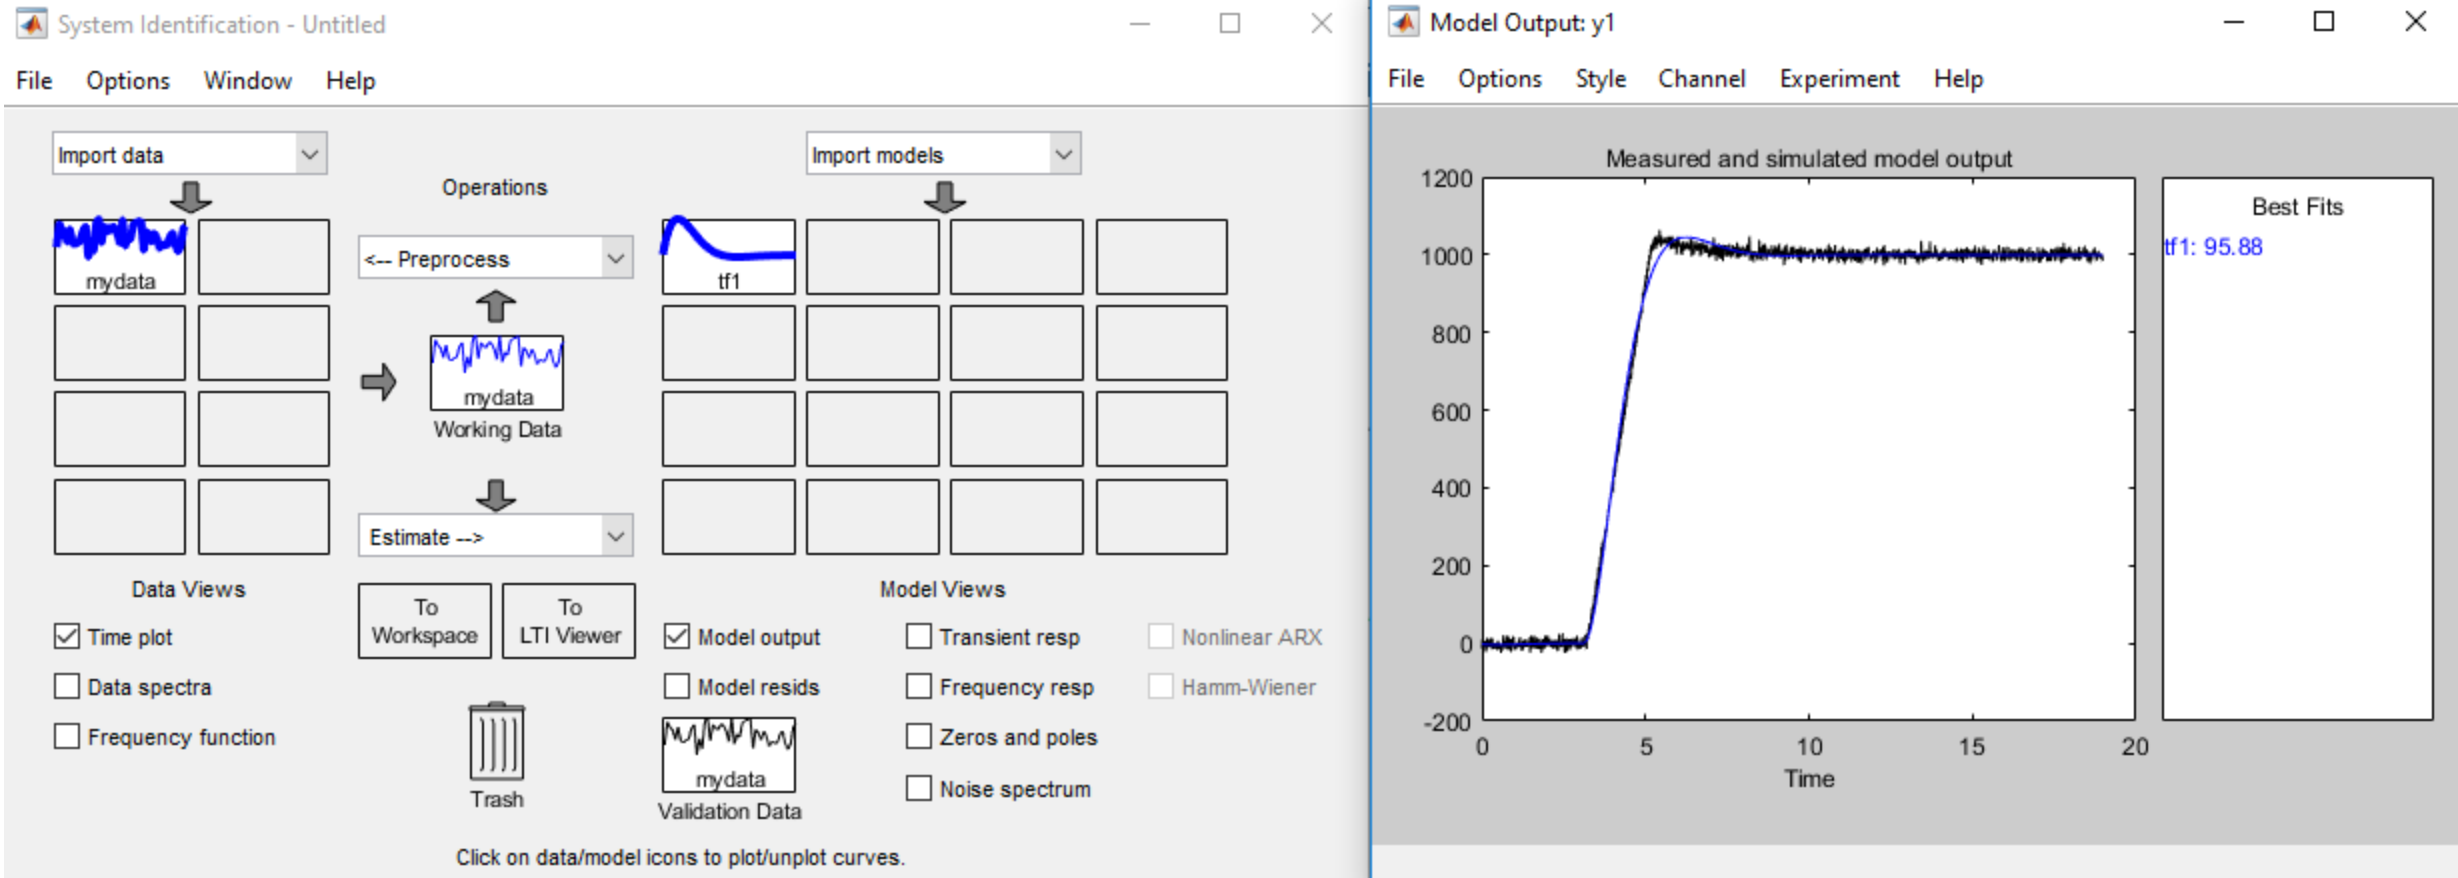 System Identification - Untitled
File Options Window Help
Import data
mydata
Operations
<-- Preprocess
mydata
Working Data
Estimate -->
To
Workspace
To
LTI Viewer
Trash
Data Views
Time plot
Data spectra
Frequency function
Import models
tf1
Model Views
Model output
Model resids
Transient resp
Frequency resp
Zeros and poles
Noise spectrum
Nonlinear ARX
Hamm-Wiener
mydata
Validation Data
Click on data/model icons to plot/unplot curves.
Model Output: y1
File Options Style Channel Experiment Help
Measured and simulated model output
1200
1000
800
600
400
200
0
-200
0 5 10 15 20
Time
Best Fits
tf1: 95.88